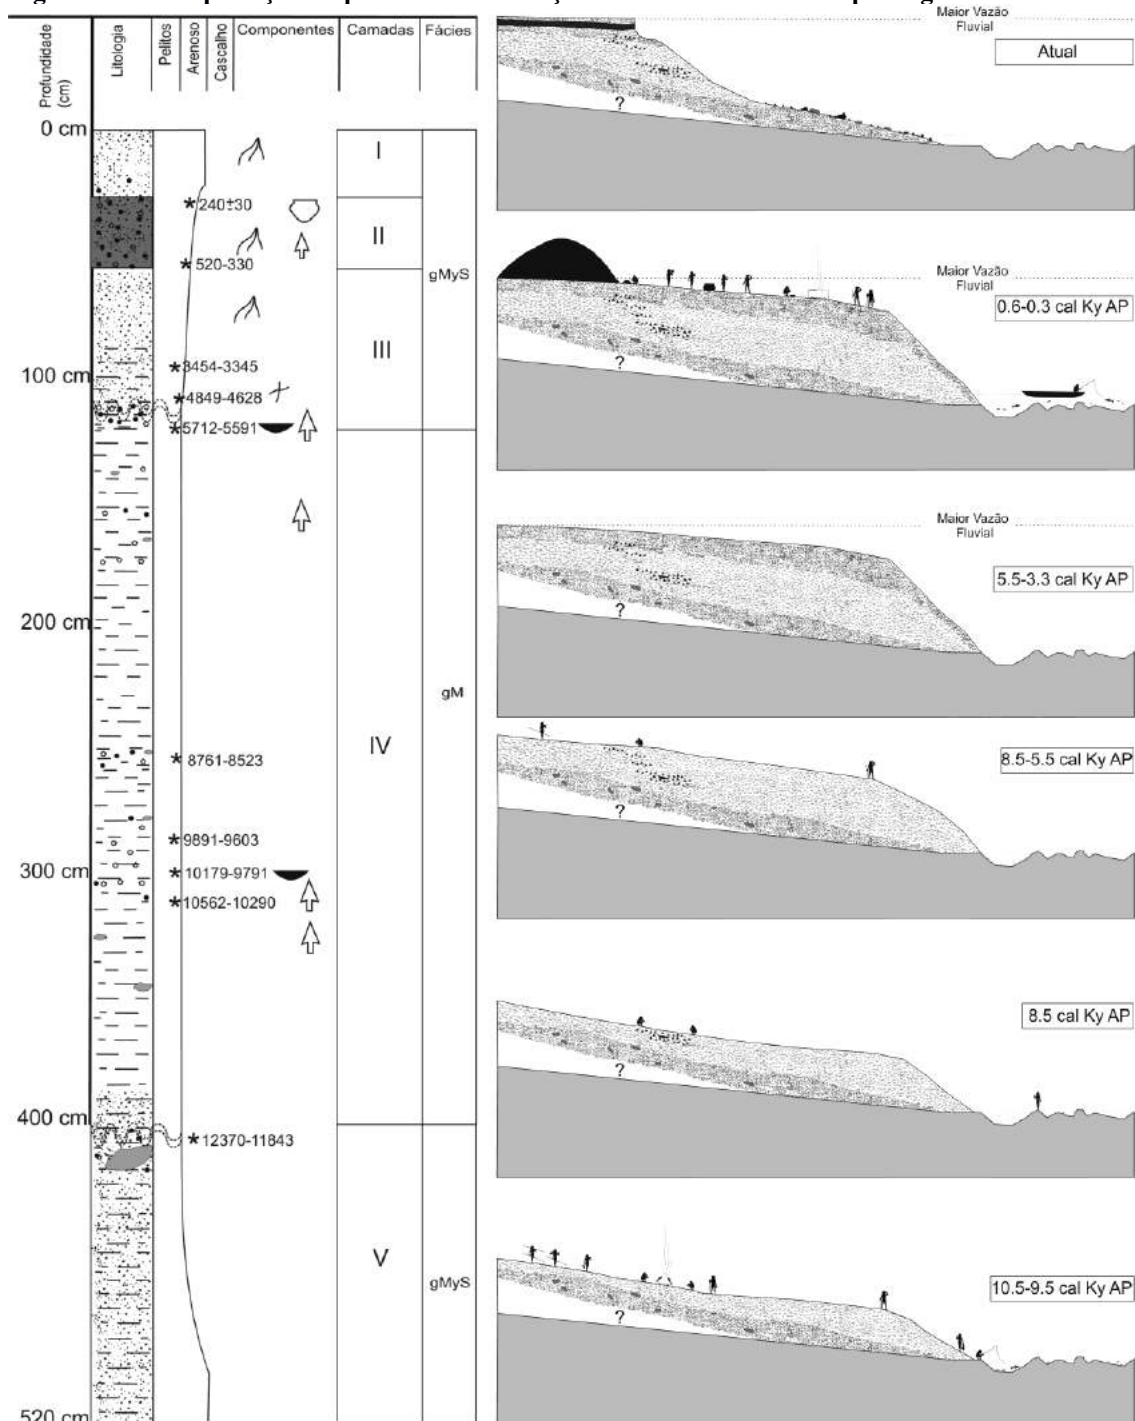 Profundidade (cm)
Litologia
Pelitos
Arenoso
Cascalho
Componentes
Camadas
Fácies
0 cm
I
240±30
II
520-330
gMyS
III
3454-3345
100 cm
4849-4628
5712-5591
200 cm
gM
IV
8761-8523
9891-9603
300 cm
10179-9791
10562-10290
400 cm
12370-11843
V
gMyS
520 cm
Maior Vazão
Fluvial
Atual
?
Maior Vazão
Fluvial
0.6-0.3 cal Ky AP
?
Maior Vazão
Fluvial
5.5-3.3 cal Ky AP
?
8.5-5.5 cal Ky AP
?
8.5 cal Ky AP
?
10.5-9.5 cal Ky AP
?